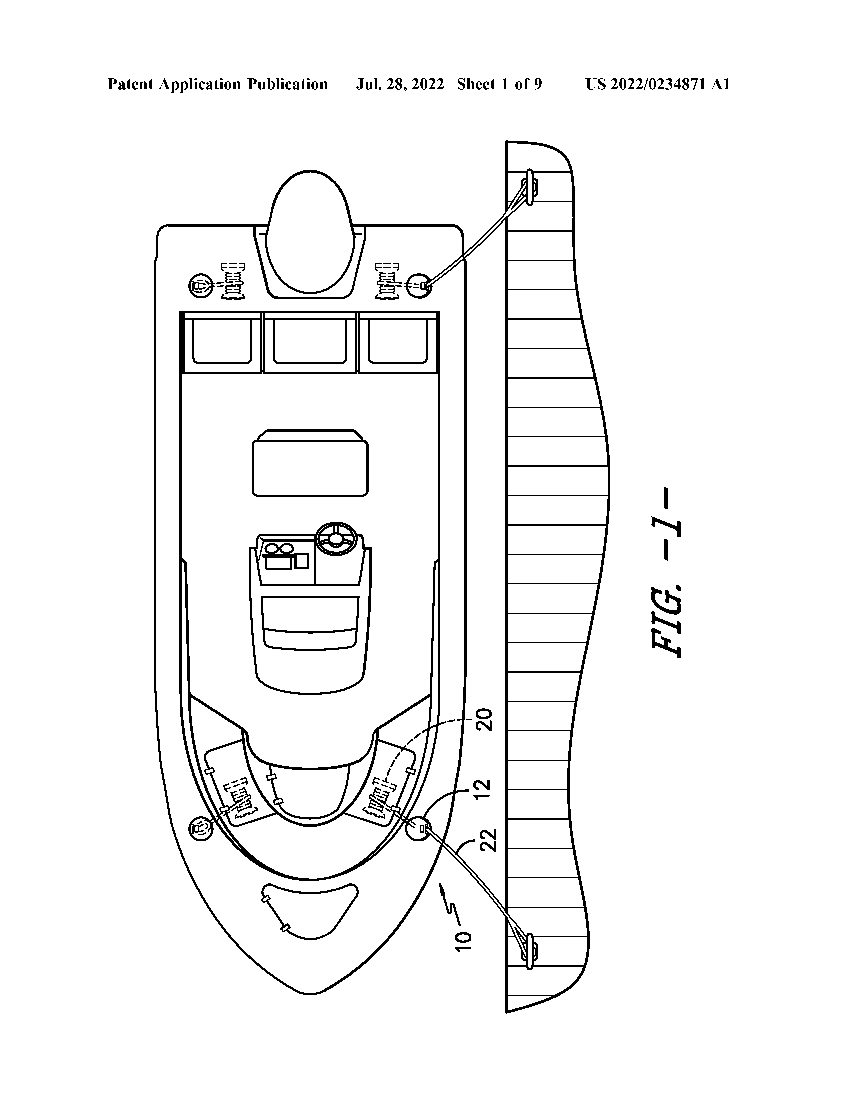 Patent Application Publication Jul. 28, 2022 Sheet 1 of 9 US 2022/0234871 A1
FIG. -1-
20
12
22
10